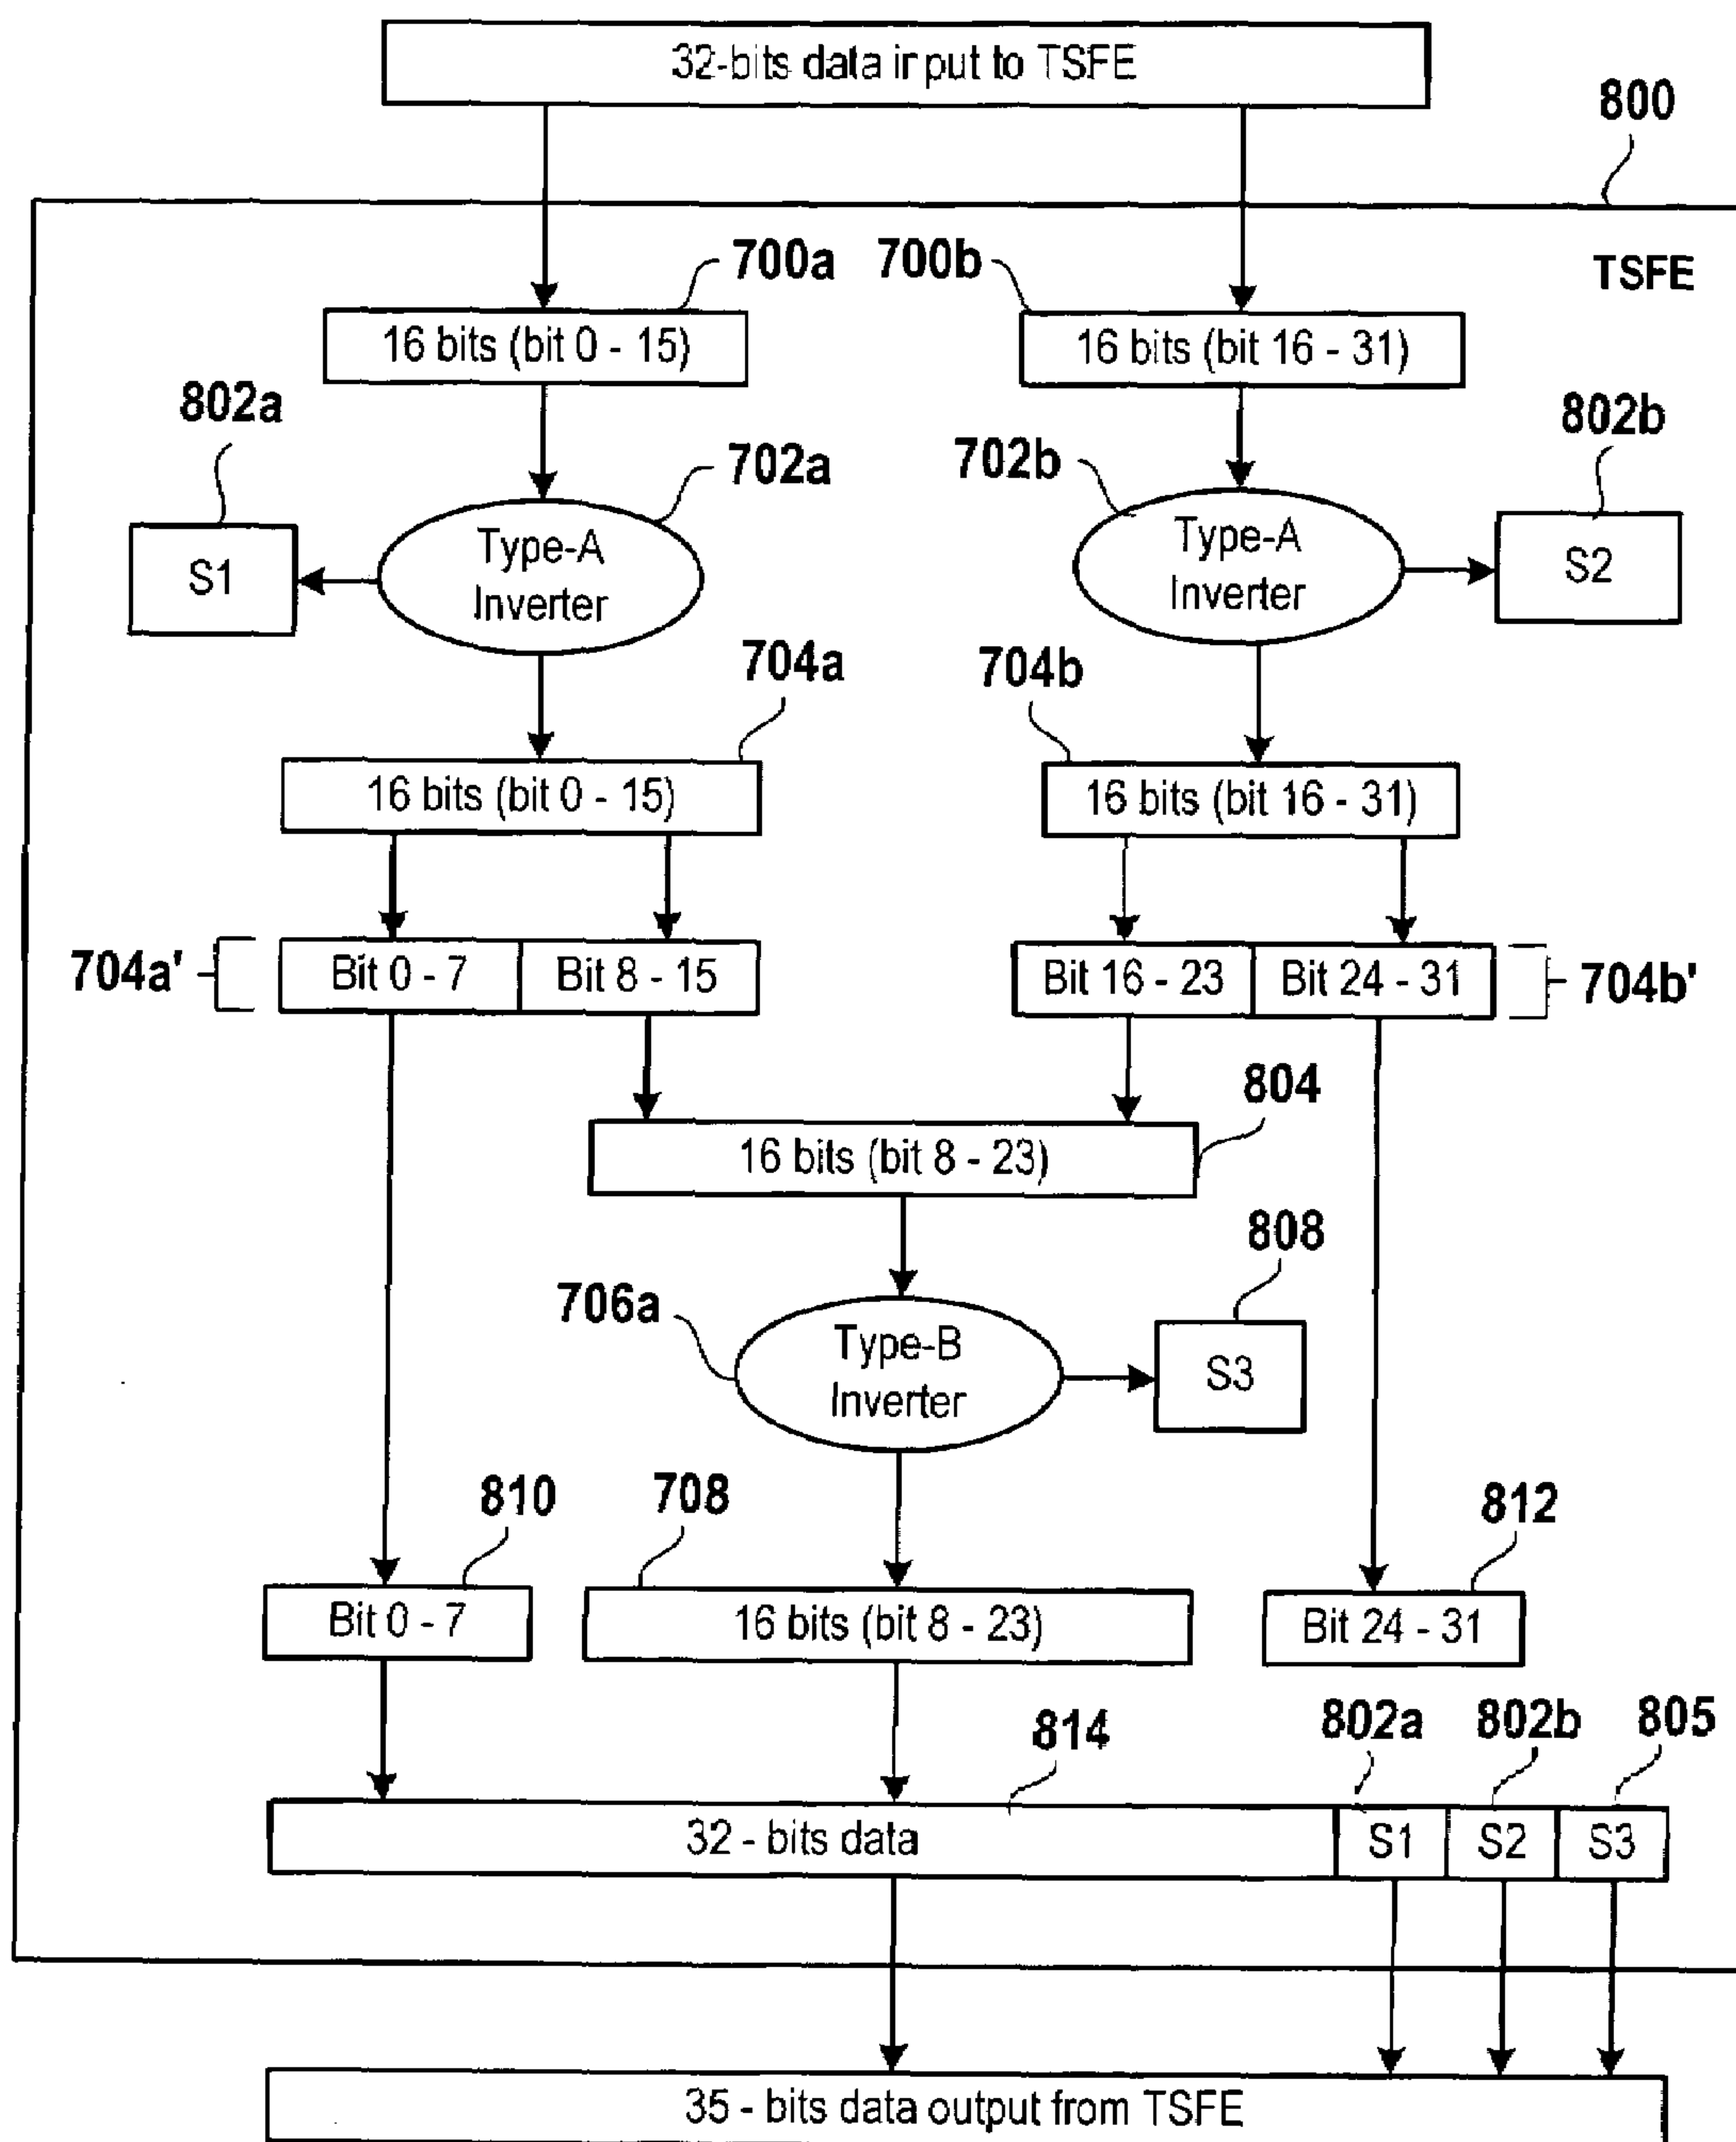 32-bits data input to TSFE
800
TSFE
700a
700b
16 bits (bit 0 - 15)
16 bits (bit 16 - 31)
802a
702a
702b
802b
S1
Type-A
Inverter
Type-A
Inverter
S2
704a
704b
16 bits (bit 0 - 15)
16 bits (bit 16 - 31)
704a'
Bit 0 - 7
Bit 8 - 15
Bit 16 - 23
Bit 24 - 31
704b'
804
16 bits (bit 8 - 23)
808
706a
Type-B
Inverter
S3
810
708
812
Bit 0 - 7
16 bits (bit 8 - 23)
Bit 24 - 31
814
802a
802b
805
32 - bits data
S1
S2
S3
35 - bits data output from TSFE